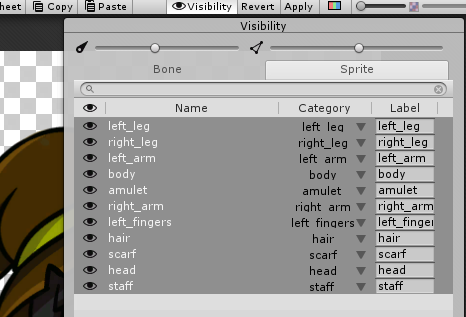 heet Copy Paste Visibility Revert Apply
Visibility
Bone Sprite
Name Category Label
left_leg left_leg left_leg
right_leg right_leg right_leg
left_arm left_arm left_arm
body body body
amulet amulet amulet
right_arm right_arm right_arm
left_fingers left_fingers left_finger
hair hair hair
scarf scarf scarf
head head head
staff staff staff